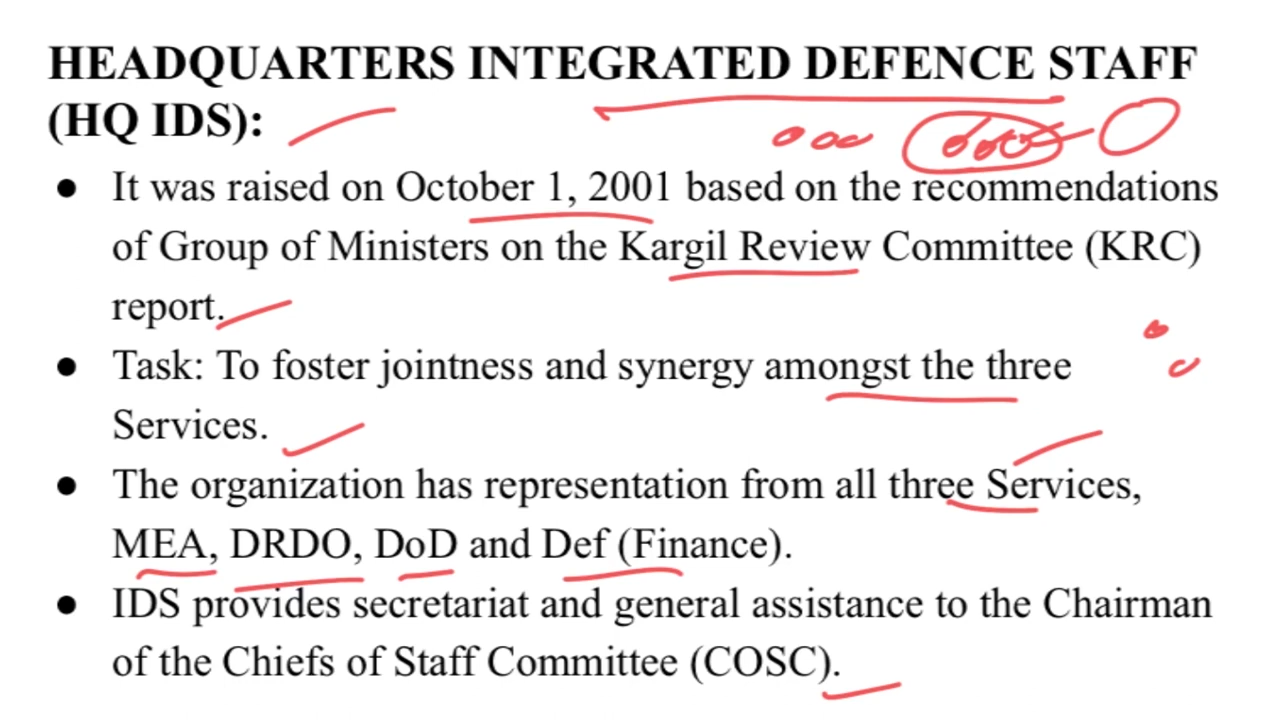 HEADQUARTERS INTEGRATED DEFENCE STAFF
(HQ IDS):
● It was raised on October 1, 2001 based on the recommendations
of Group of Ministers on the Kargil Review Committee (KRC)
report.
● Task: To foster jointness and synergy amongst the three
Services.
● The organization has representation from all three Services,
MEA, DRDO, DoD and Def (Finance).
● IDS provides secretariat and general assistance to the Chairman
of the Chiefs of Staff Committee (COSC).